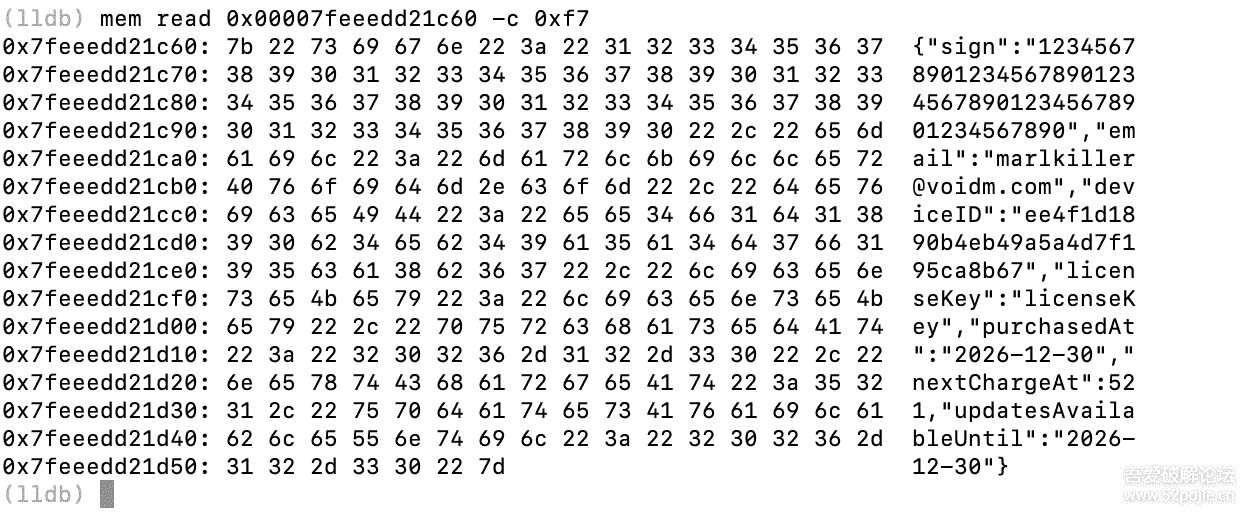 (lldb) mem read 0x00007feeedd21c60 -c 0xf7
0x7feeedd21c60: 7b 22 73 69 67 6e 22 3a 22 31 32 33 34 35 36 37  {"sign":"1234567
0x7feeedd21c70: 38 39 30 31 32 33 34 35 36 37 38 39 30 31 32 33  8901234567890123
0x7feeedd21c80: 34 35 36 37 38 39 30 31 32 33 34 35 36 37 38 39  4567890123456789
0x7feeedd21c90: 30 31 32 33 34 35 36 37 38 39 30 22 2c 22 65 6d  01234567890","em
0x7feeedd21ca0: 61 69 6c 22 3a 22 6d 61 72 6c 6b 69 6c 6c 65 72  ail":"marlkiller
0x7feeedd21cb0: 40 76 6f 69 64 6d 2e 63 6f 6d 22 2c 22 64 65 76  @voidm.com","dev
0x7feeedd21cc0: 69 63 65 49 44 22 3a 22 65 65 34 66 31 64 31 38  iceID":"ee4f1d18
0x7feeedd21cd0: 39 30 62 34 65 62 34 39 61 35 61 34 64 37 66 31  90b4eb49a5a4d7f1
0x7feeedd21ce0: 39 35 63 61 38 62 36 37 22 2c 22 6c 69 63 65 6e  95ca8b67","licen
0x7feeedd21cf0: 73 65 4b 65 79 22 3a 22 6c 69 63 65 6e 73 65 4b  seKey":"licenseK
0x7feeedd21d00: 65 79 22 2c 22 70 75 72 63 68 61 73 65 64 41 74  ey","purchasedAt
0x7feeedd21d10: 22 3a 22 32 30 32 36 2d 31 32 2d 33 30 22 2c 22  ":"2026-12-30","
0x7feeedd21d20: 6e 65 78 74 43 68 61 72 67 65 41 74 22 3a 35 32  nextChargeAt":52
0x7feeedd21d30: 31 2c 22 75 70 64 61 74 65 73 41 76 61 69 6c 61  1,"updatesAvaila
0x7feeedd21d40: 62 6c 65 55 6e 74 69 6c 22 3a 22 32 30 32 36 2d  bleUntil":"2026-
0x7feeedd21d50: 31 32 2d 33 30 22 7d  12-30"}
(lldb)
吾爱破解论坛
www.52pojie.cn